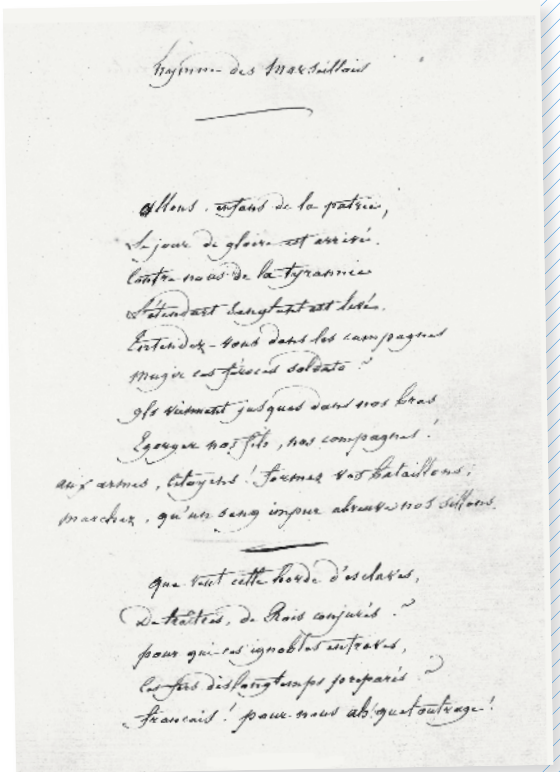 hymne des Marseillais
allons, enfans de la patrie,
Le jour de gloire est arrivé.
Contre nous de la tyrannie
L'étendart sanglant est levé.
Entendez-vous dans les campagnes
Mugir ces féroces soldats ?
Ils viennent jusques dans nos bras
Egorger nos fils, nos compagnes !
aux armes, Citoyens ! formez vos bataillons ;
marchez, qu'un sang impur abreuve nos sillons.
que veut cette horde d'esclaves,
De traîtres, de Rois conjurés ?
pour qui ces ignobles entraves,
Ces fers dès longtemps préparés ?
français ! pour nous ah ! quel outrage !